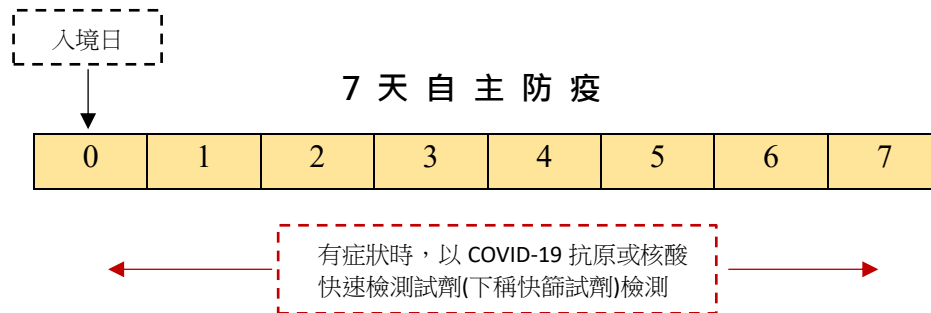 入境日
7 天 自 主 防 疫
0 1 2 3 4 5 6 7
有症狀時，以 COVID-19 抗原或核酸
快速檢測試劑(下稱快篩試劑)檢測